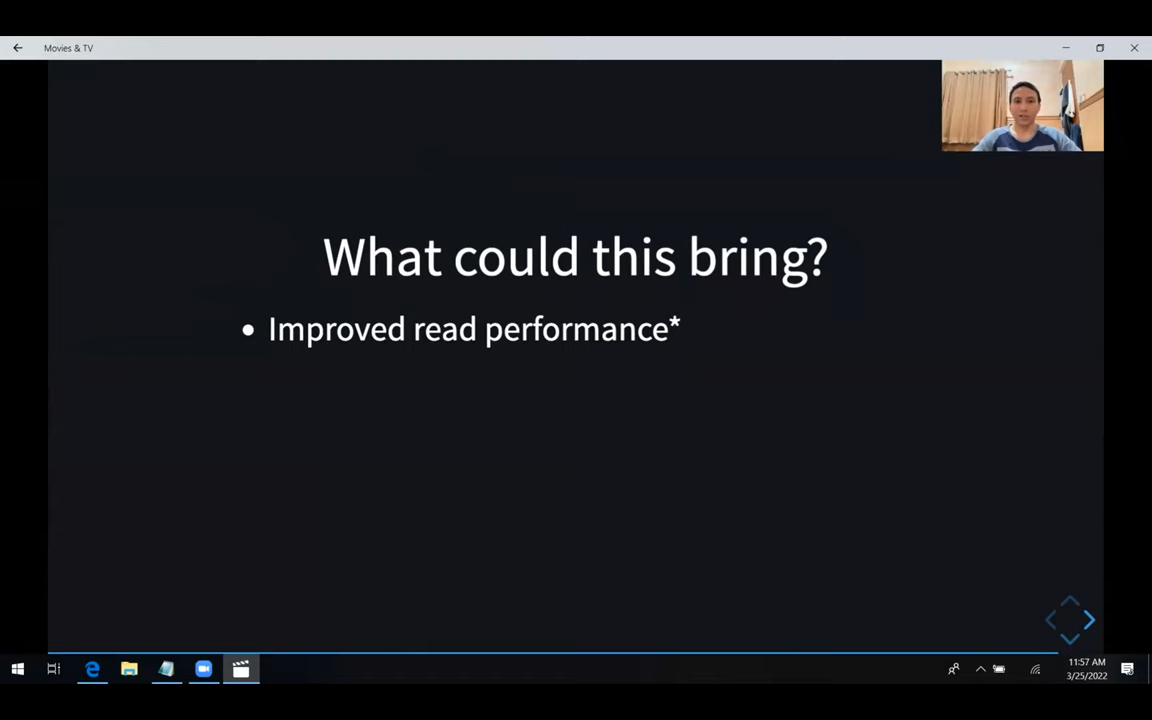 Movies & TV
What could this bring?
• Improved read performance*
11:57 AM
3/25/2022